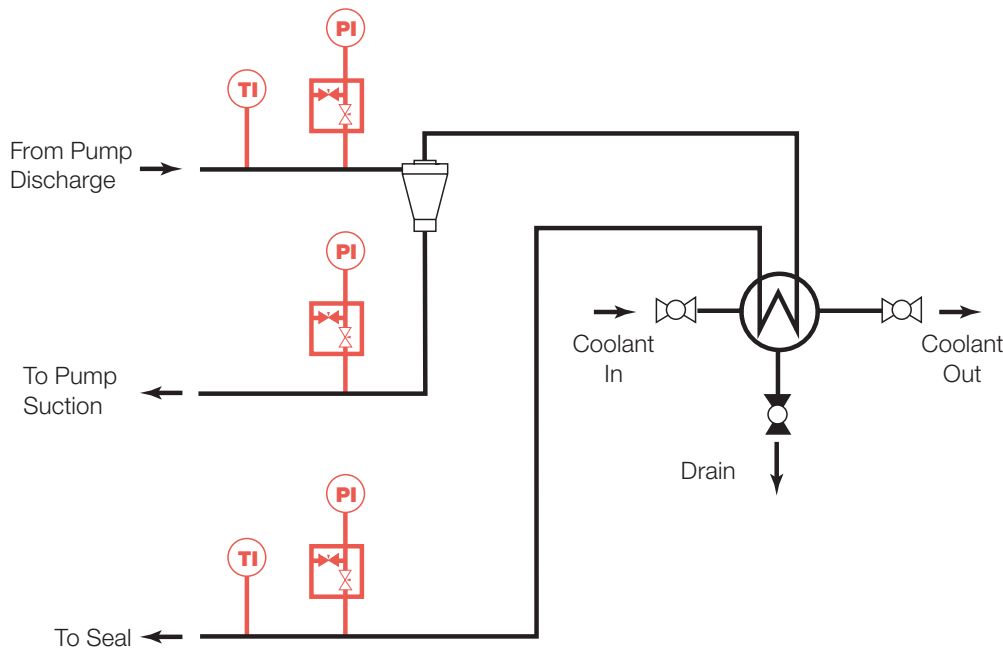 PI
TI
From Pump
Discharge
PI
Coolant
In
Coolant
Out
To Pump
Suction
Drain
PI
TI
To Seal